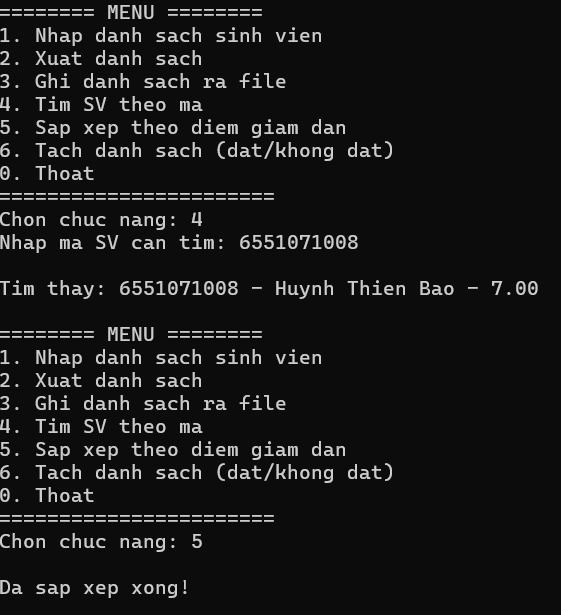 ======== MENU ========
1. Nhap danh sach sinh vien
2. Xuat danh sach
3. Ghi danh sach ra file
4. Tim SV theo ma
5. Sap xep theo diem giam dan
6. Tach danh sach (dat/khong dat)
0. Thoat
=======================
Chon chuc nang: 4
Nhap ma SV can tim: 6551071008
Tim thay: 6551071008 - Huynh Thien Bao - 7.00
======== MENU ========
1. Nhap danh sach sinh vien
2. Xuat danh sach
3. Ghi danh sach ra file
4. Tim SV theo ma
5. Sap xep theo diem giam dan
6. Tach danh sach (dat/khong dat)
0. Thoat
=======================
Chon chuc nang: 5
Da sap xep xong!